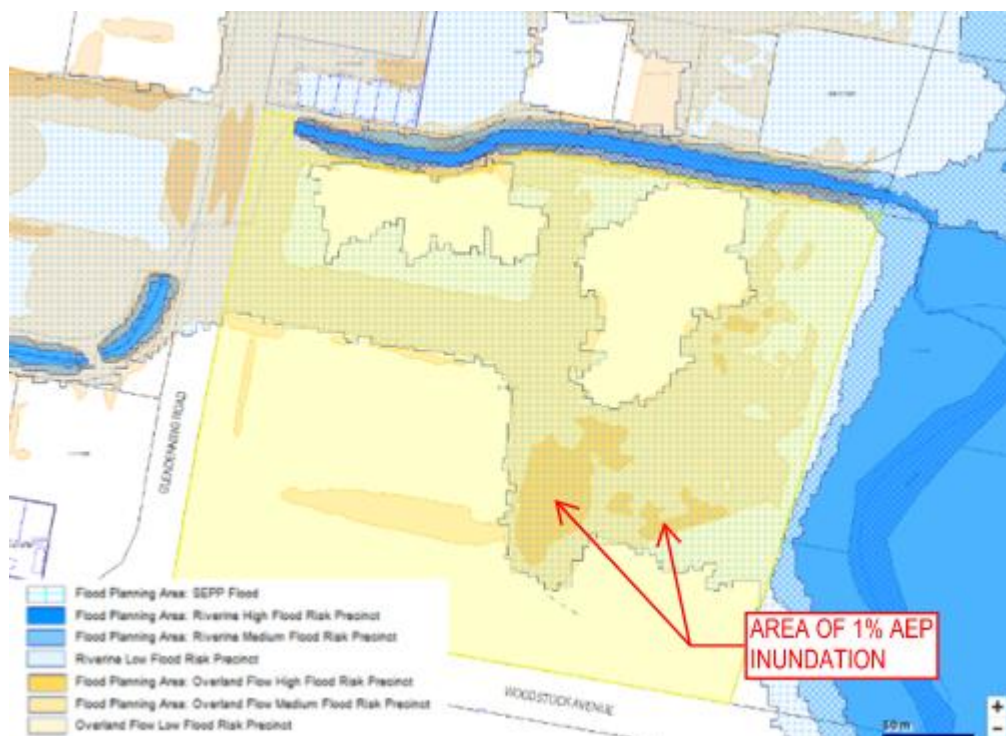 GLENDENNING ROAD
Flood Planning Area: SEPP Flood
Flood Planning Area: Riverine High Flood Risk Precinct
Flood Planning Area: Riverine Medium Flood Risk Precinct
Riverine Low Flood Risk Precinct
Flood Planning Area: Overland Flow High Flood Risk Precinct
Flood Planning Area: Overland Flow Medium Flood Risk Precinct
Overland Flow Low Flood Risk Precinct
AREA OF 1% AEP
INUNDATION
WOODSTOCK AVENUE
50 m
+
−